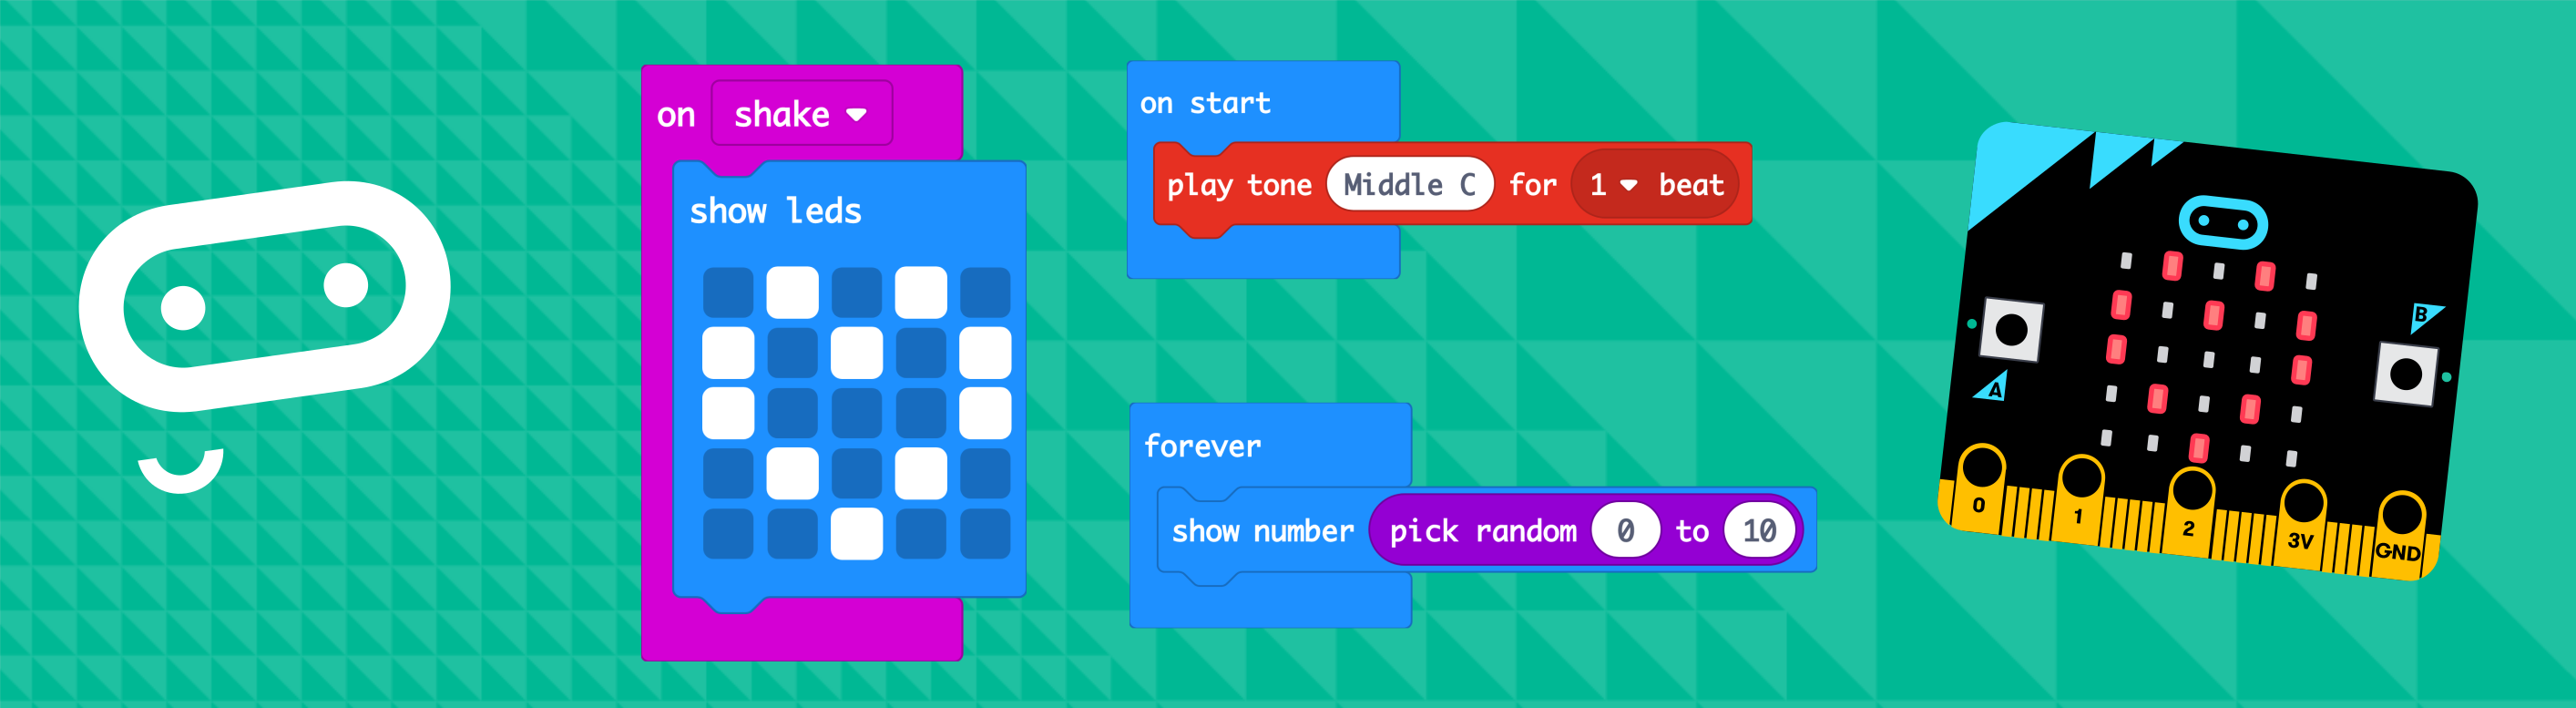 on shake
show leds
on start
play tone Middle C for 1 beat
forever
show number pick random 0 to 10
B
A
0 1 2 3V GND